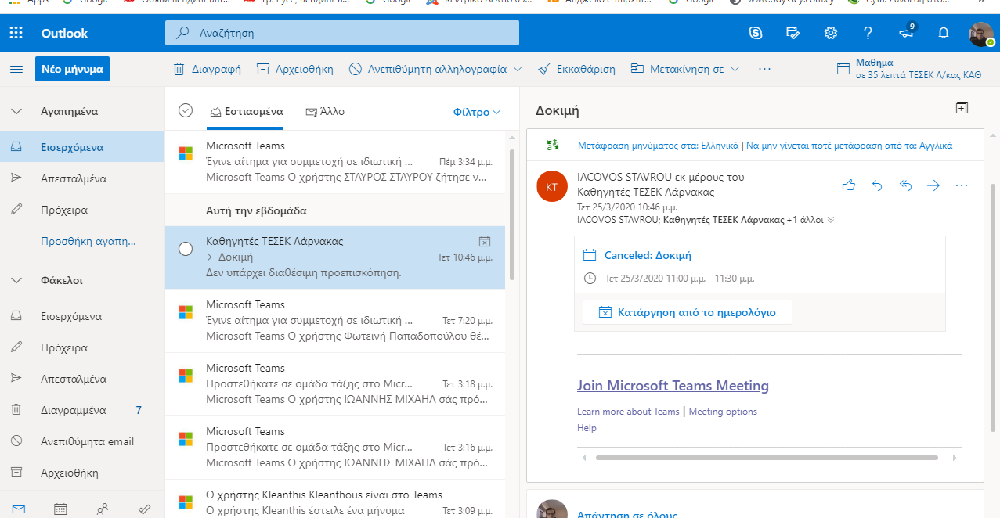 Apps
Google
Google
Google
www.odyssey.com.cy
Outlook
Αναζήτηση
9
Νέο μήνυμα
Διαγραφή
Αρχειοθήκη
Ανεπιθύμητη αλληλογραφία
Εκκαθάριση
Μετακίνηση σε
Μαθημα
σε 35 λεπτά ΤΕΣΕΚ Λ/κας ΚΑΘ
Αγαπημένα
Εισερχόμενα
Απεσταλμένα
Πρόχειρα
Προσθήκη αγαπη...
Φάκελοι
Εισερχόμενα
Πρόχειρα
Απεσταλμένα
Διαγραμμένα 7
Ανεπιθύμητα email
Αρχειοθήκη
Εστιασμένα
Άλλο
Φίλτρο
Microsoft Teams
Έγινε αίτημα για συμμετοχή σε ιδιωτική ... Πέμ 3:34 μ.μ.
Microsoft Teams Ο χρήστης ΣΤΑΥΡΟΣ ΣΤΑΥΡΟΥ ζήτησε ν...
Αυτή την εβδομάδα
Καθηγητές ΤΕΣΕΚ Λάρνακας
> Δοκιμή Τετ 10:46 μ.μ.
Δεν υπάρχει διαθέσιμη προεπισκόπηση.
Microsoft Teams
Έγινε αίτημα για συμμετοχή σε ιδιωτική ... Τετ 7:20 μ.μ.
Microsoft Teams Ο χρήστης Φωτεινή Παπαδοπούλου θέ...
Microsoft Teams
Προστεθήκατε σε ομάδα τάξης στο Micr... Τετ 3:18 μ.μ.
Microsoft Teams Ο χρήστης ΙΩΑΝΝΗΣ ΜΙΧΑΗΛ σάς πρό...
Microsoft Teams
Προστεθήκατε σε ομάδα τάξης στο Micr... Τετ 3:16 μ.μ.
Microsoft Teams Ο χρήστης ΙΩΑΝΝΗΣ ΜΙΧΑΗΛ σάς πρό...
Ο χρήστης Kleanthis Kleanthous είναι στο Teams
Ο χρήστης Kleanthis έστειλε ένα μήνυμα Τετ 3:09 μ.μ.
Δοκιμή
Μετάφραση μηνύματος στα: Ελληνικά | Να μην γίνεται ποτέ μετάφραση από τα: Αγγλικά
ΚΤ
IACOVOS STAVROU εκ μέρους του
Καθηγητές ΤΕΣΕΚ Λάρνακας
Τετ 25/3/2020 10:46 μ.μ.
IACOVOS STAVROU; Καθηγητές ΤΕΣΕΚ Λάρνακας +1 άλλοι
Canceled: Δοκιμή
Τετ 25/3/2020 11:00 μ.μ. - 11:30 μ.μ.
Κατάργηση από το ημερολόγιο
Join Microsoft Teams Meeting
Learn more about Teams | Meeting options
Help
Απάντηση σε όλους